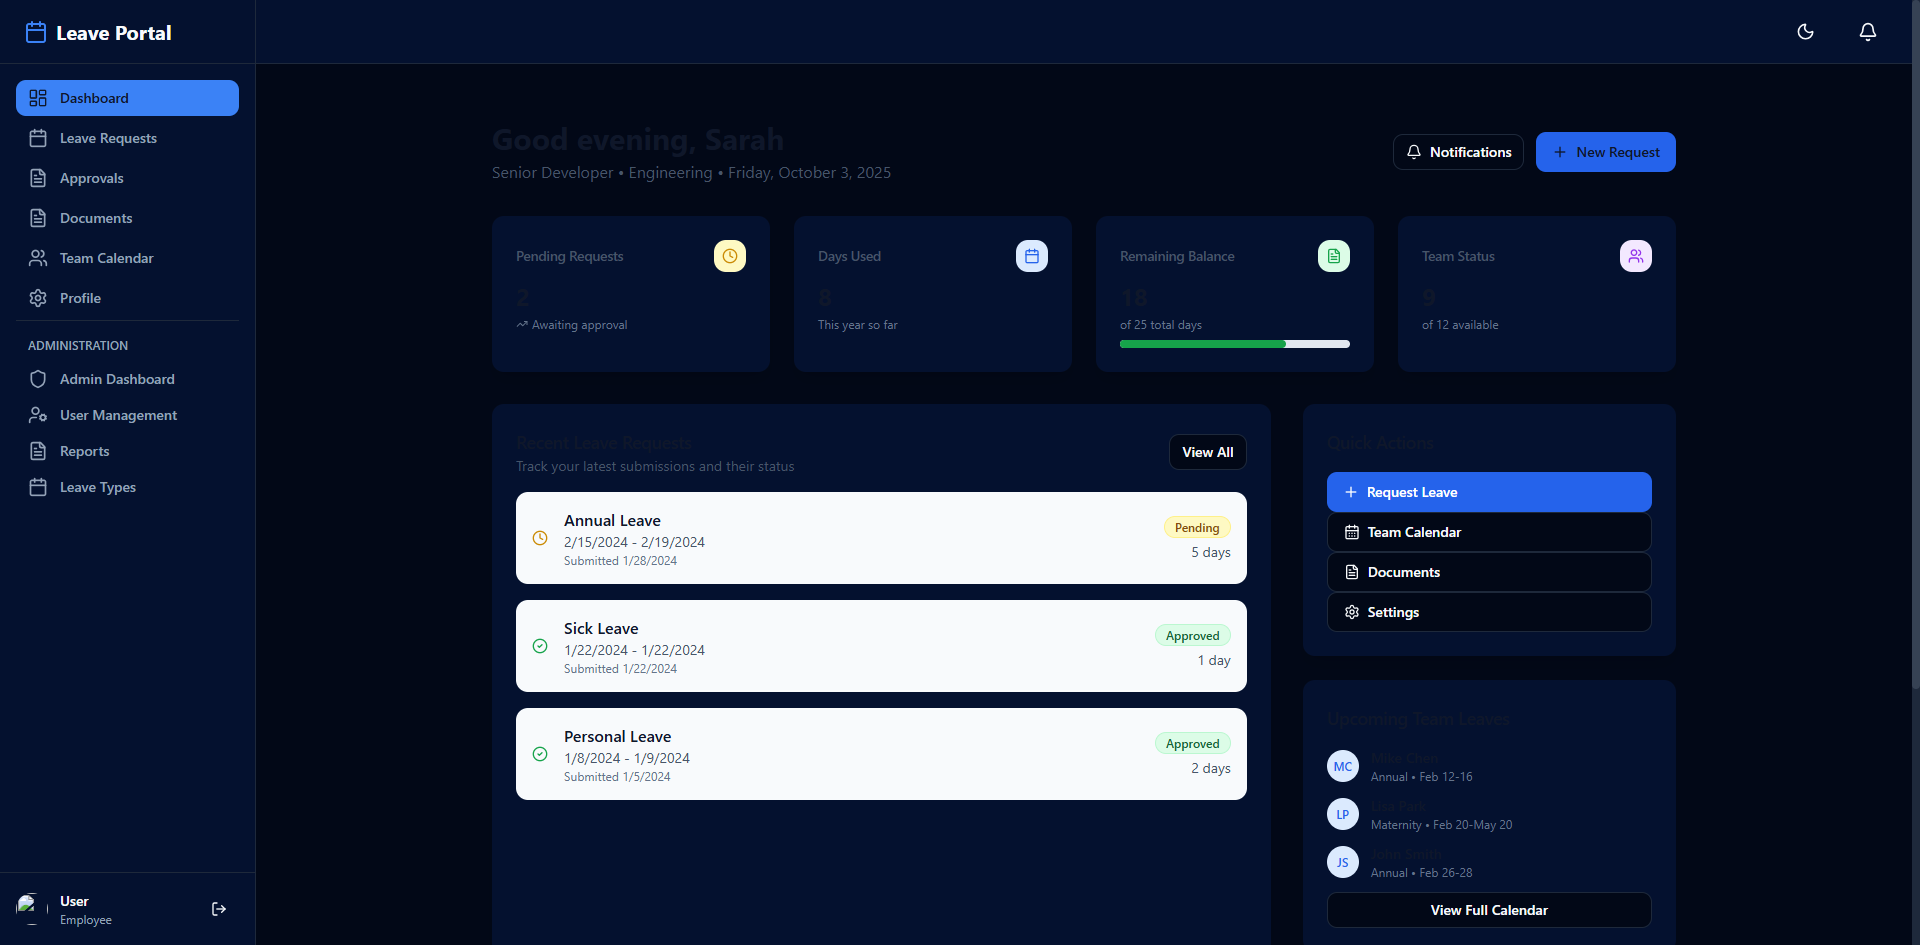 Leave Portal
Dashboard
Leave Requests
Approvals
Documents
Team Calendar
Profile
ADMINISTRATION
Admin Dashboard
User Management
Reports
Leave Types
User
Employee
Good evening, Sarah
Senior Developer • Engineering • Friday, October 3, 2025
Notifications
New Request
Pending Requests
2
Awaiting approval
Days Used
8
This year so far
Remaining Balance
18
of 25 total days
Team Status
9
of 12 available
Recent Leave Requests
Track your latest submissions and their status
View All
Annual Leave
2/15/2024 - 2/19/2024
Submitted 1/28/2024
Pending
5 days
Sick Leave
1/22/2024 - 1/22/2024
Submitted 1/22/2024
Approved
1 day
Personal Leave
1/8/2024 - 1/9/2024
Submitted 1/5/2024
Approved
2 days
Quick Actions
Request Leave
Team Calendar
Documents
Settings
Upcoming Team Leaves
MC
Mike Chen
Annual • Feb 12-16
LP
Lisa Park
Maternity • Feb 20-May 20
JS
John Smith
Annual • Feb 26-28
View Full Calendar